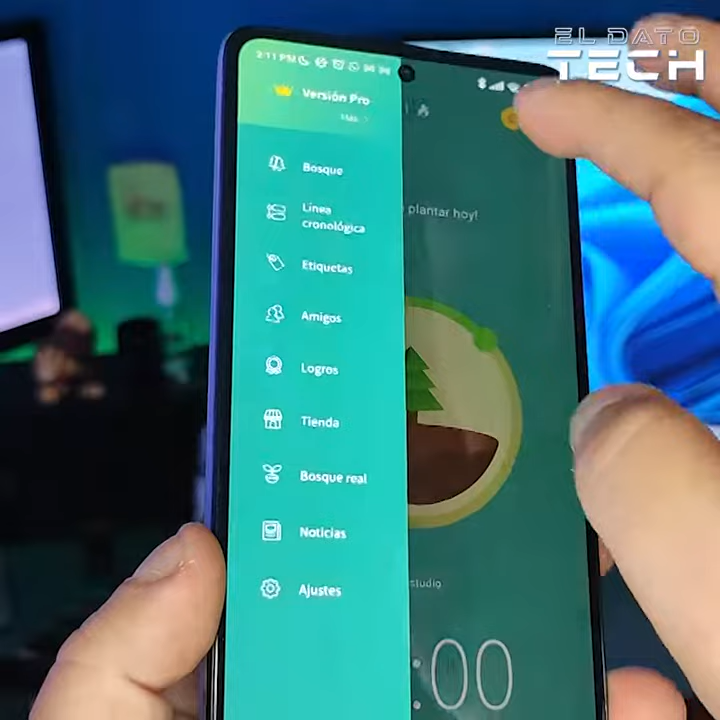 EL DATO
TECH
2:11 PM
Versión Pro
Bosque
plantar hoy!
Línea
cronológica
Etiquetas
Amigos
Logros
Tienda
Bosque real
Noticias
studio
Ajustes
:00